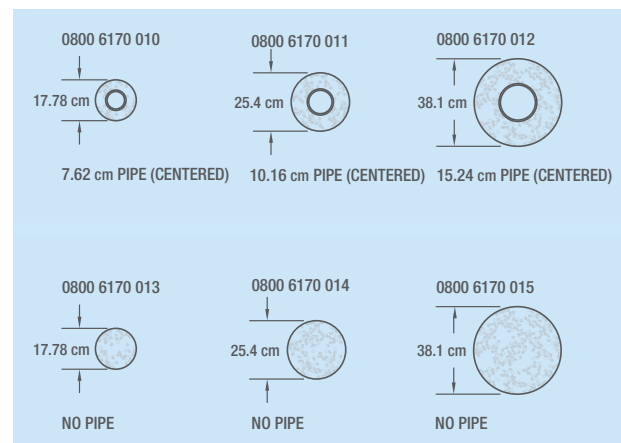 0800 6170 010
17.78 cm
7.62 cm PIPE (CENTERED)
0800 6170 011
25.4 cm
10.16 cm PIPE (CENTERED)
0800 6170 012
38.1 cm
15.24 cm PIPE (CENTERED)
0800 6170 013
17.78 cm
NO PIPE
0800 6170 014
25.4 cm
NO PIPE
0800 6170 015
38.1 cm
NO PIPE